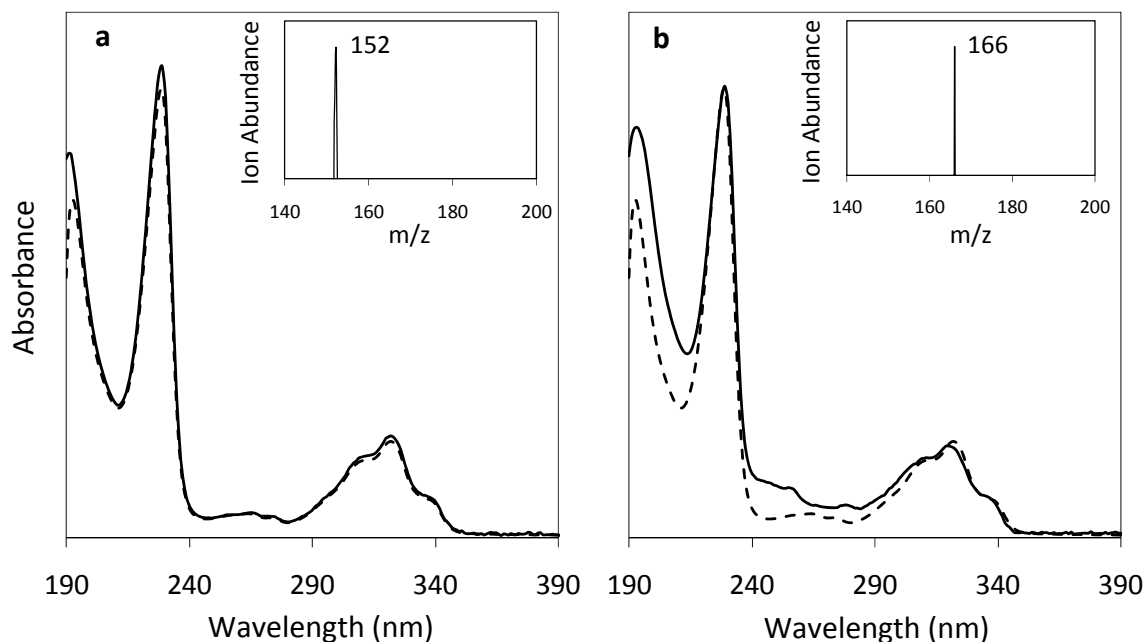 a
152
Ion Abundance
140 160 180 200
m/z
b
166
Ion Abundance
140 160 180 200
m/z
Absorbance
190 240 290 340 390
Wavelength (nm)
190 240 290 340 390
Wavelength (nm)